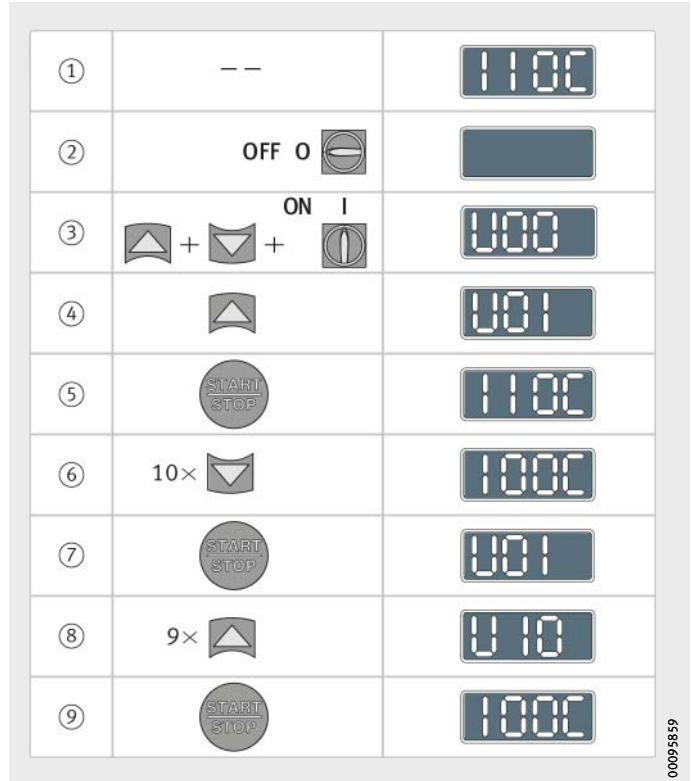 ① – – 110C
② OFF O
③ + + ON I U00
④ U01
⑤ START STOP 110C
⑥ 10× 100C
⑦ START STOP U01
⑧ 9× U10
⑨ START STOP 100C
00095859